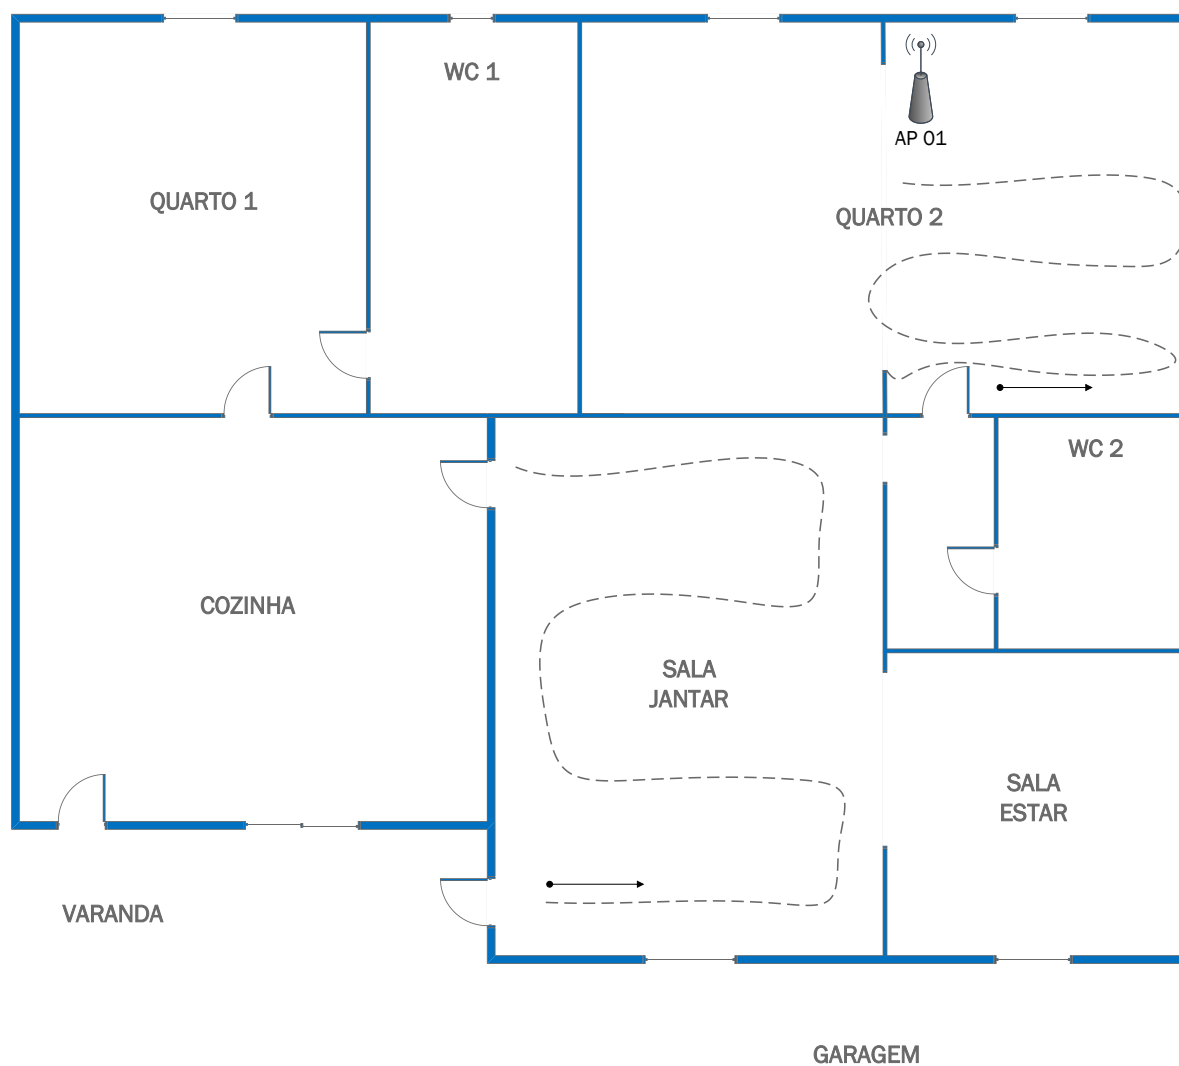 WC 1
AP 01
QUARTO 1
QUARTO 2
WC 2
COZINHA
SALA
JANTAR
SALA
ESTAR
VARANDA
GARAGEM